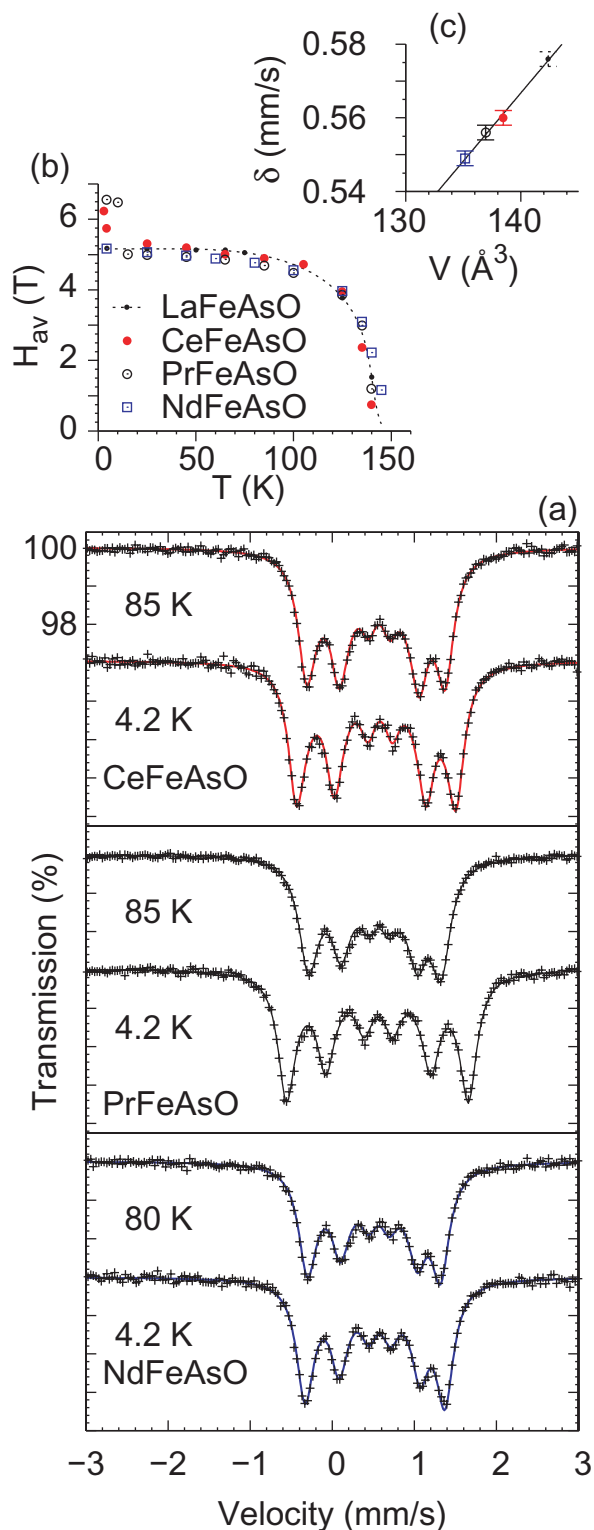 (c)
0.58
0.56
0.54
δ (mm/s)
130
140
V (Å³)
(b)
6
4
2
0
H_av (T)
LaFeAsO
CeFeAsO
PrFeAsO
NdFeAsO
0
50
100
150
T (K)
(a)
100
98
85 K
4.2 K
CeFeAsO
85 K
4.2 K
PrFeAsO
80 K
4.2 K
NdFeAsO
Transmission (%)
−3
−2
−1
0
1
2
3
Velocity (mm/s)